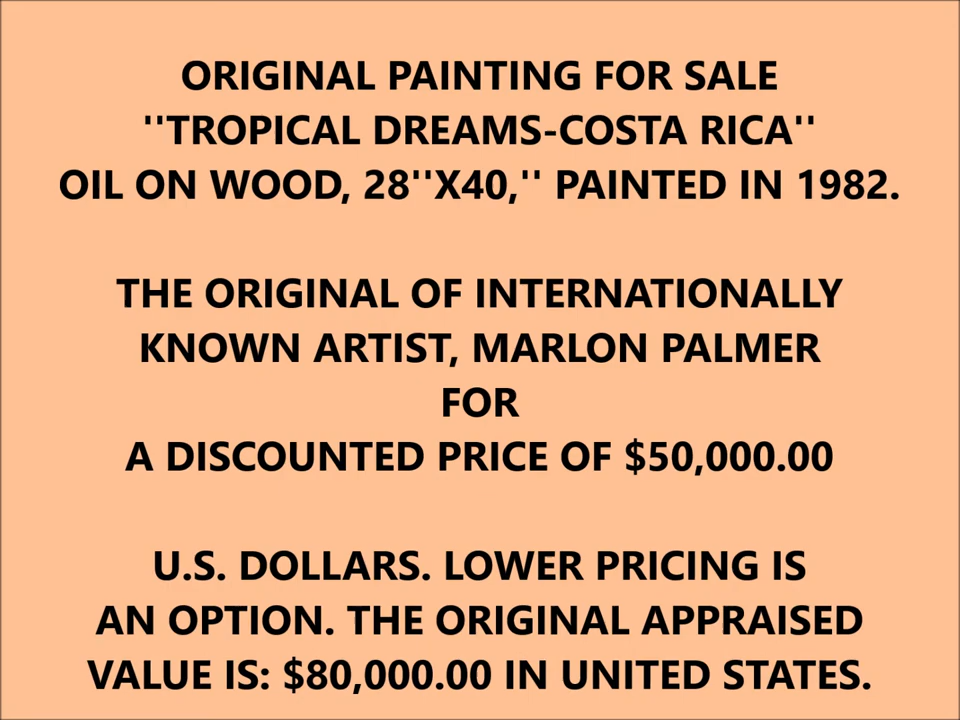 ORIGINAL PAINTING FOR SALE
''TROPICAL DREAMS-COSTA RICA''
OIL ON WOOD, 28''X40,'' PAINTED IN 1982.
THE ORIGINAL OF INTERNATIONALLY
KNOWN ARTIST, MARLON PALMER
FOR
A DISCOUNTED PRICE OF $50,000.00
U.S. DOLLARS. LOWER PRICING IS
AN OPTION. THE ORIGINAL APPRAISED
VALUE IS: $80,000.00 IN UNITED STATES.